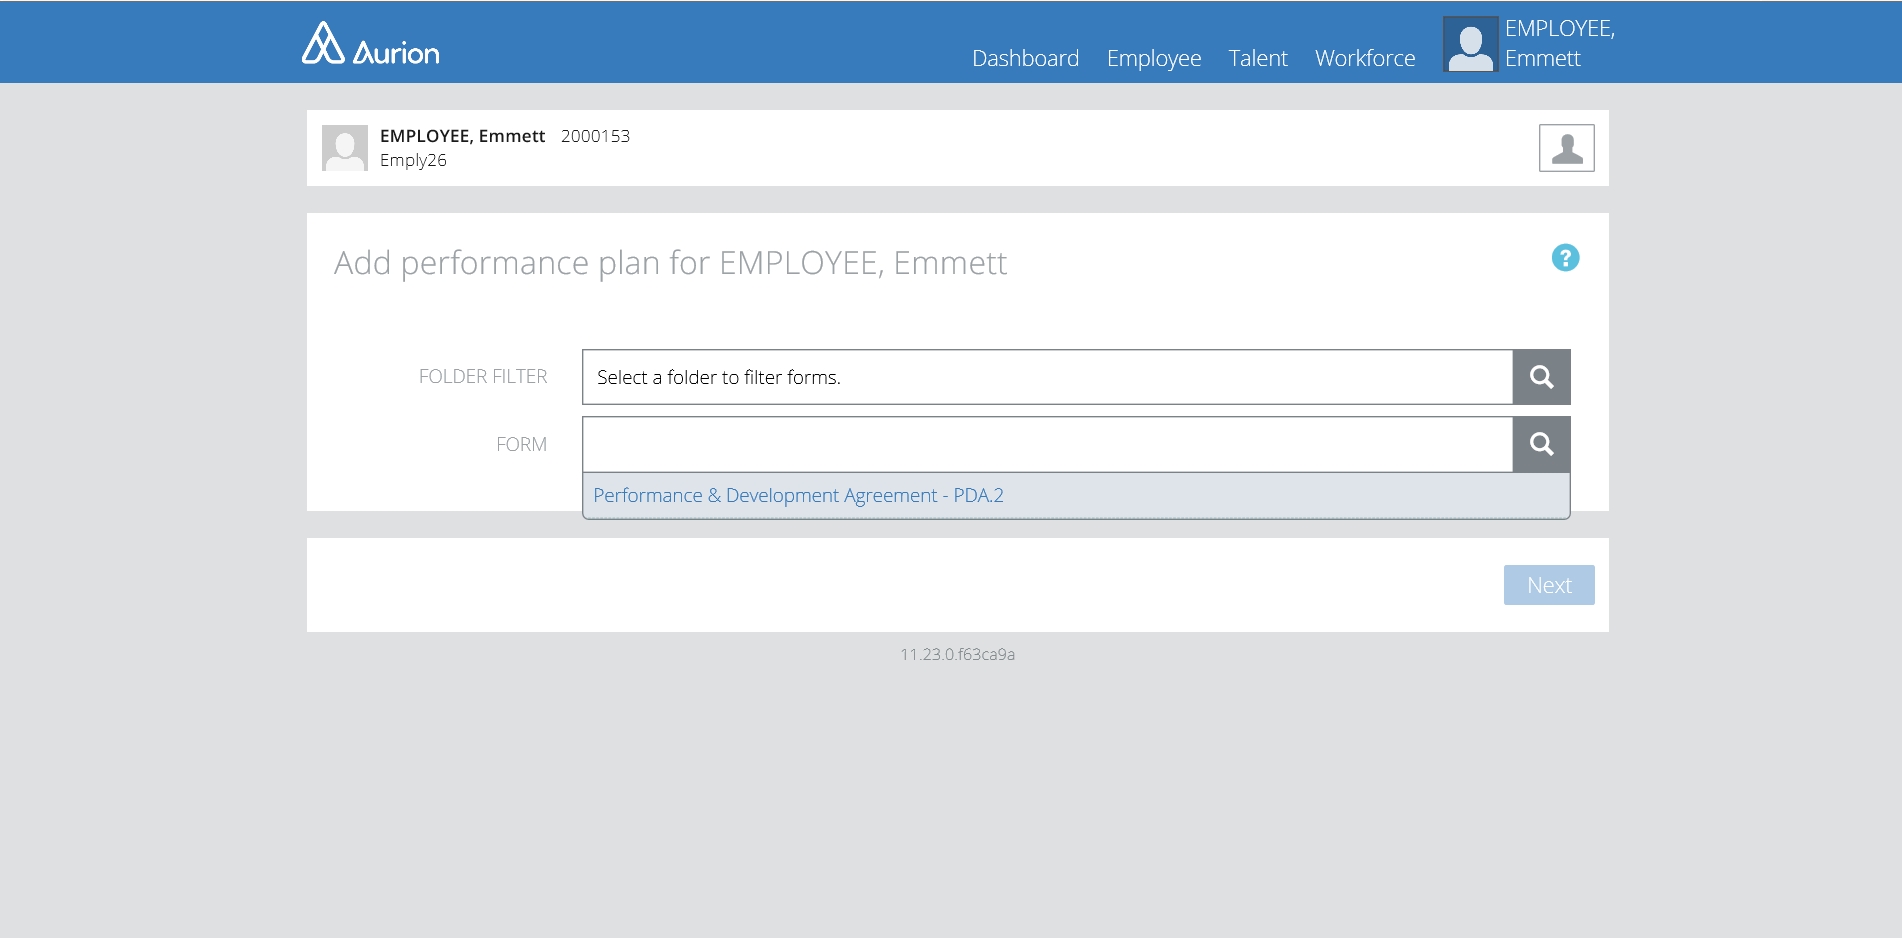 Aurion
Dashboard
Employee
Talent
Workforce
EMPLOYEE,
Emmett
EMPLOYEE, Emmett 2000153
Emply26
Add performance plan for EMPLOYEE, Emmett
?
FOLDER FILTER
Select a folder to filter forms.
FORM
Performance & Development Agreement - PDA.2
Next
11.23.0.f63ca9a